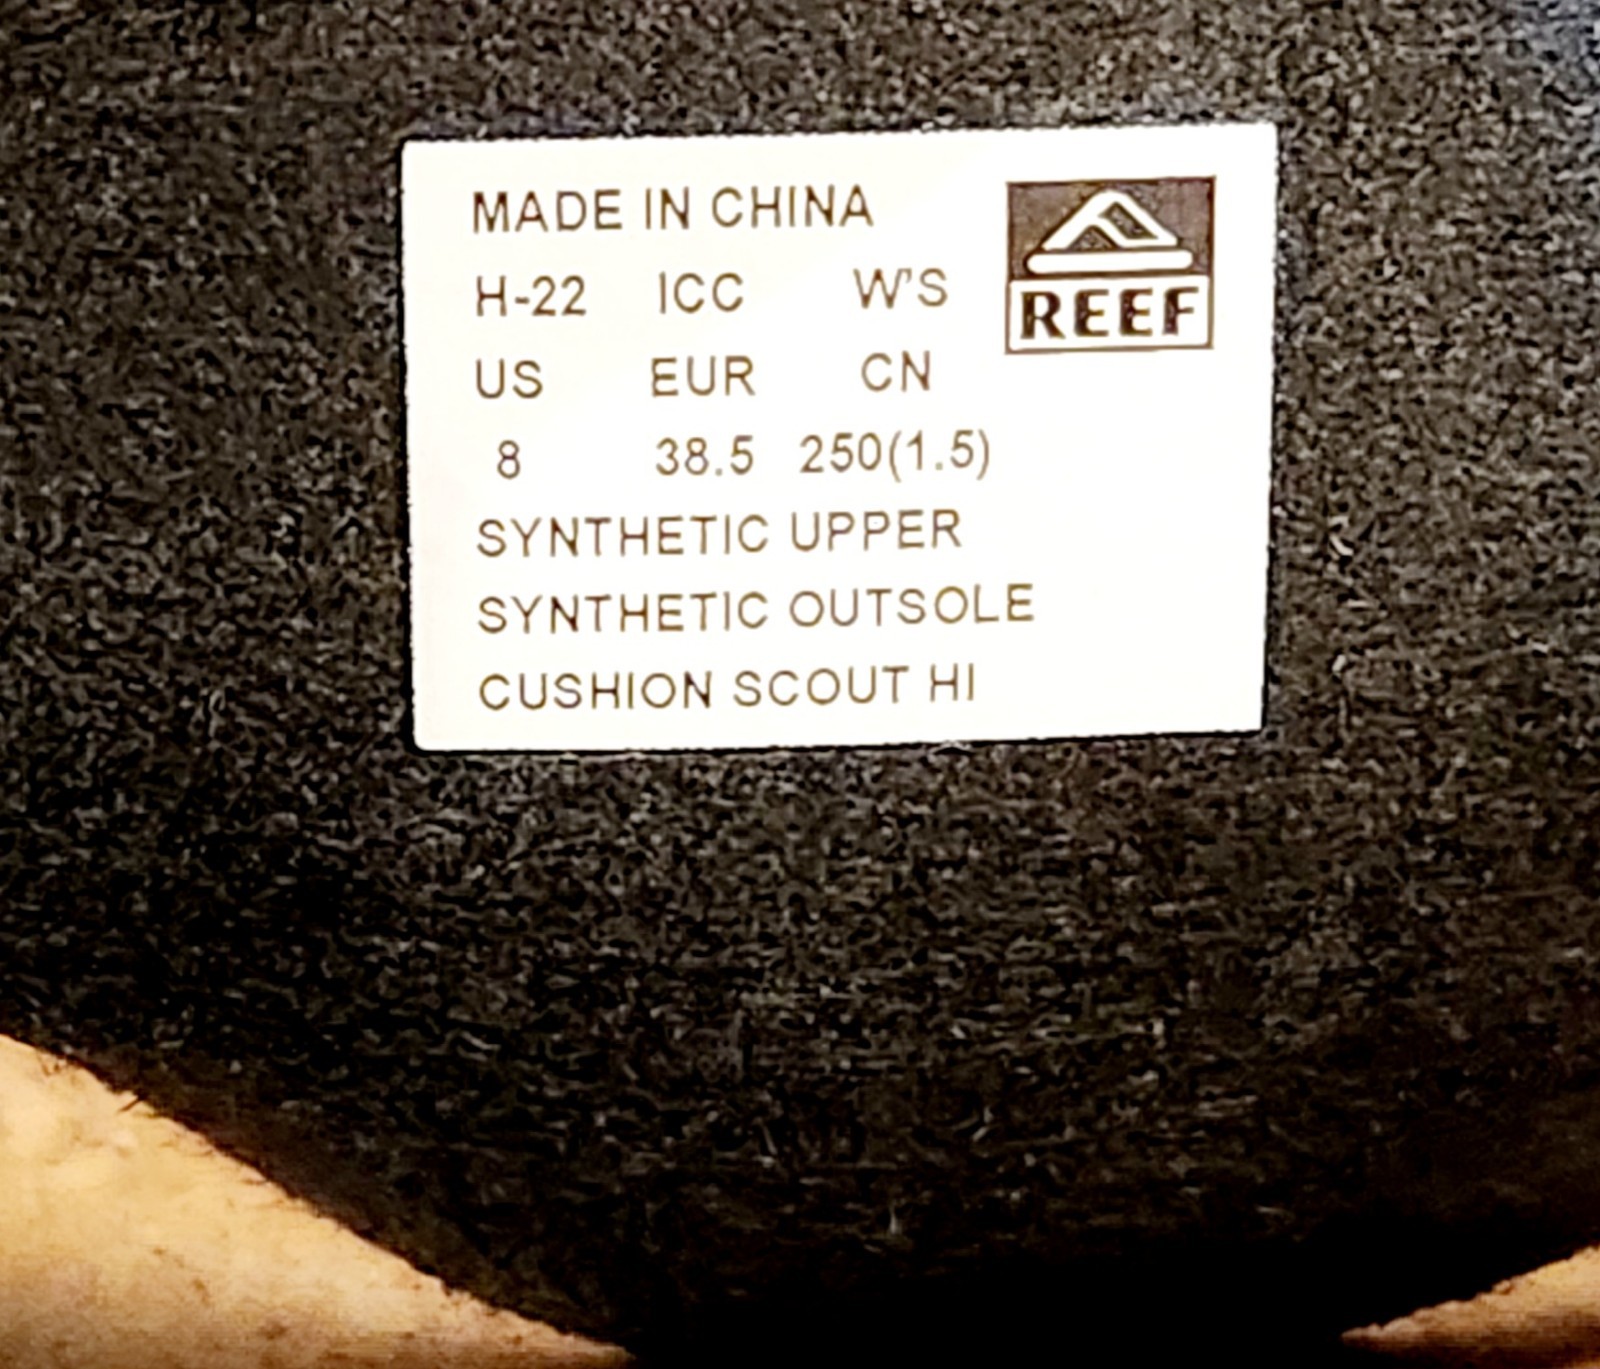 MADE IN CHINA
H-22 ICC W'S
REEF
US EUR CN
8 38.5 250(1.5)
SYNTHETIC UPPER
SYNTHETIC OUTSOLE
CUSHION SCOUT HI